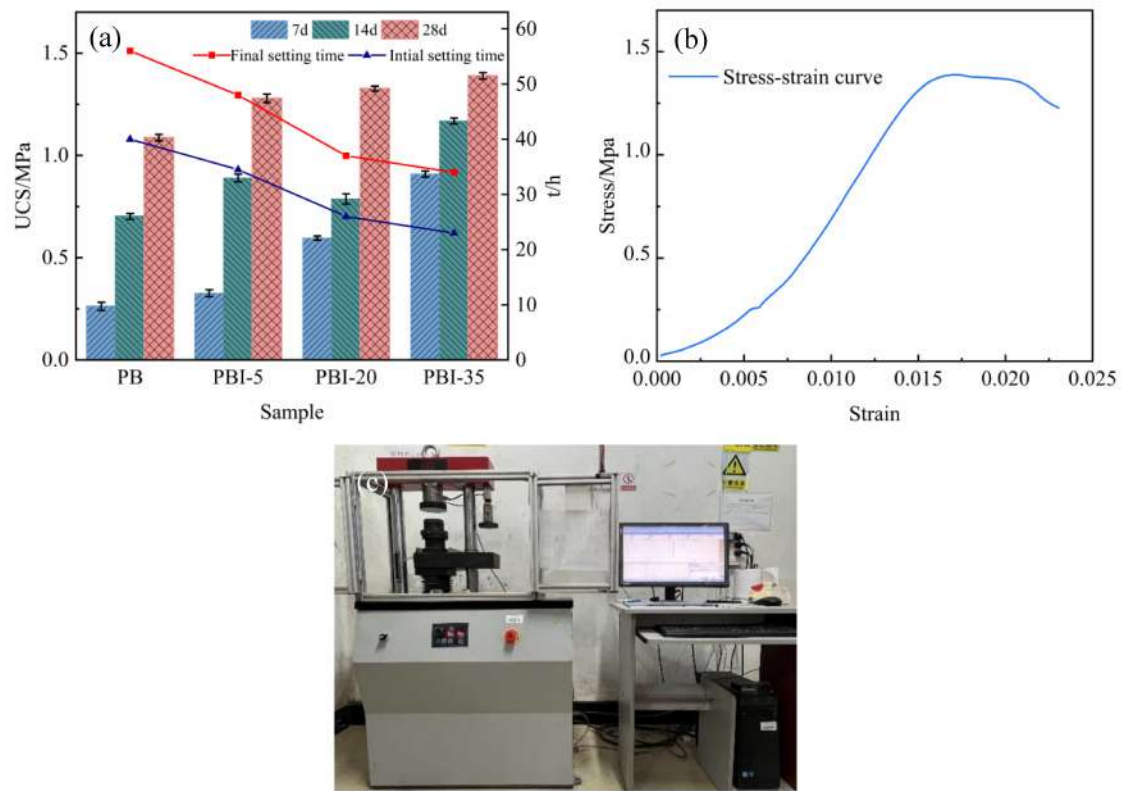 (a)
7d 14d 28d
Final setting time Intial setting time
UCS/MPa
1.5
1.0
0.5
0.0
60
50
40
30
20
10
0
t/h
PB PBI-5 PBI-20 PBI-35
Sample
(b)
Stress-strain curve
Stress/Mpa
1.5
1.0
0.5
0.0
0.000 0.005 0.010 0.015 0.020 0.025
Strain
(c)